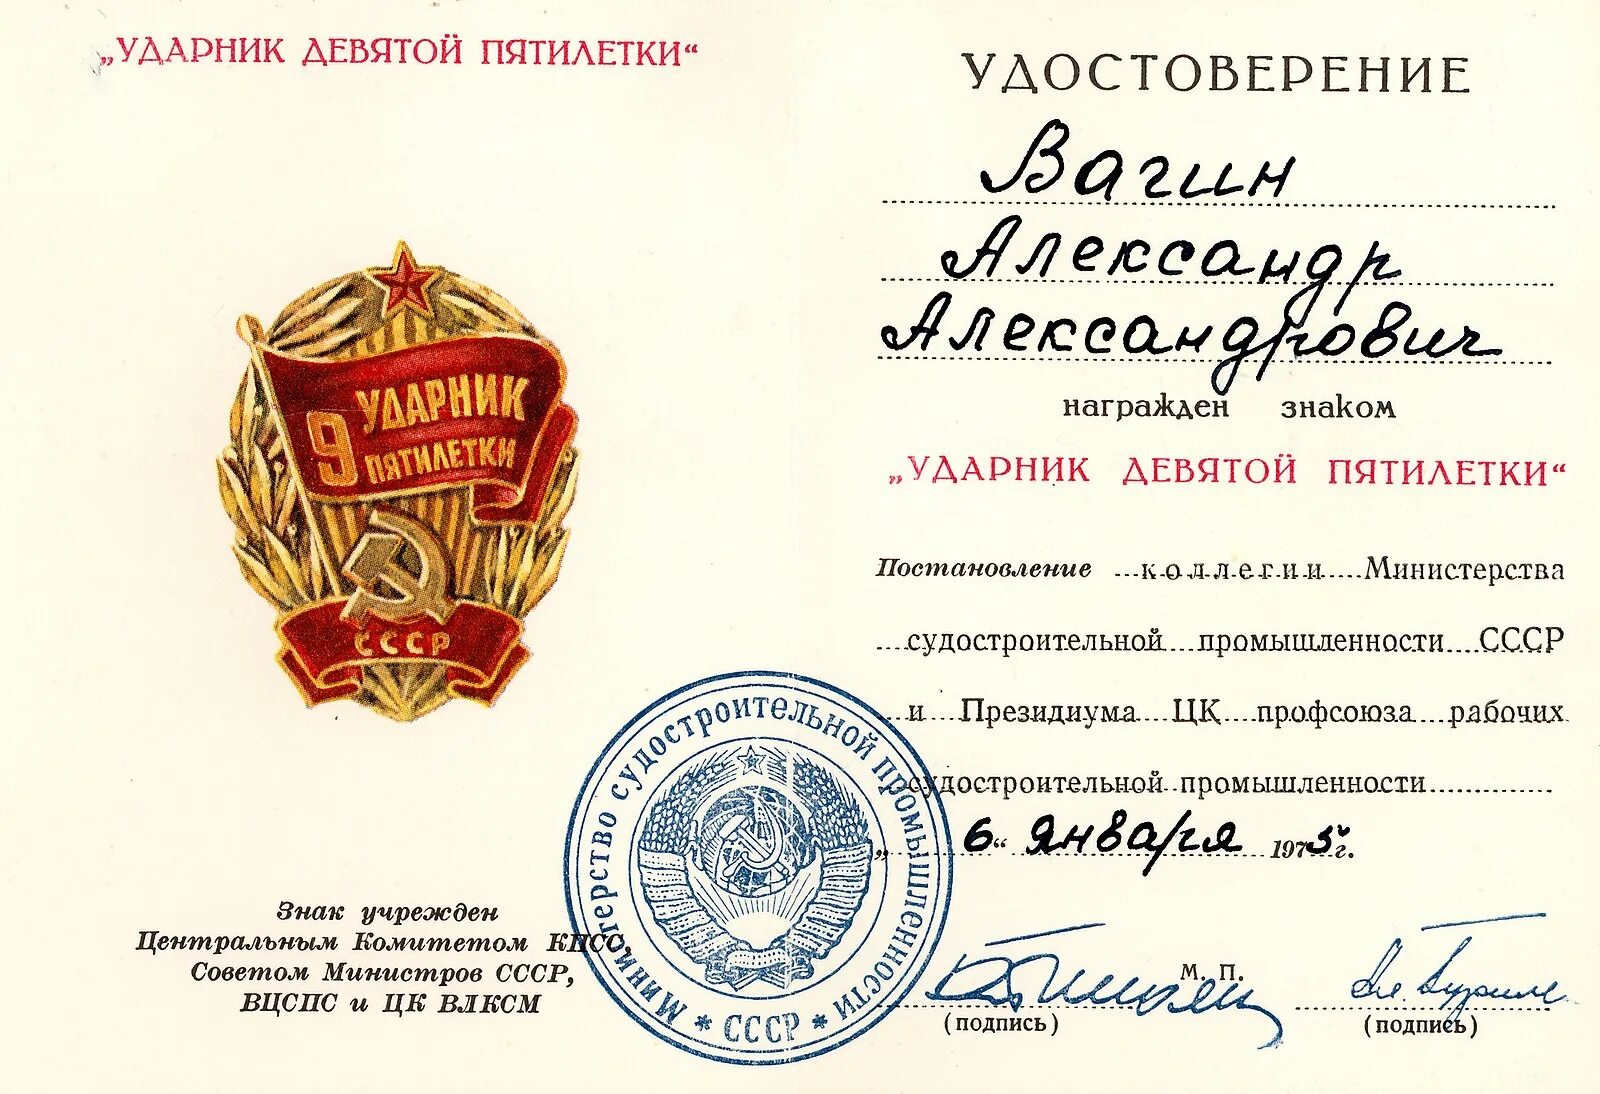 „УДАРНИК ДЕВЯТОЙ ПЯТИЛЕТКИ“
9 УДАРНИК
ПЯТИЛЕТКИ
СССР
Знак учрежден
Центральным Комитетом КПСС,
Советом Министров СССР,
ВЦСПС и ЦК ВЛКСМ
Министерство судостроительной промышленности
* СССР *
УДОСТОВЕРЕНИЕ
Вагин
Александр
Александрович
награжден знаком
„УДАРНИК ДЕВЯТОЙ ПЯТИЛЕТКИ“
Постановление коллегии Министерства
судостроительной промышленности СССР
и Президиума ЦК профсоюза рабочих
судостроительной промышленности
„6“ января 1975 г.
М. П.
(подпись) (подпись)